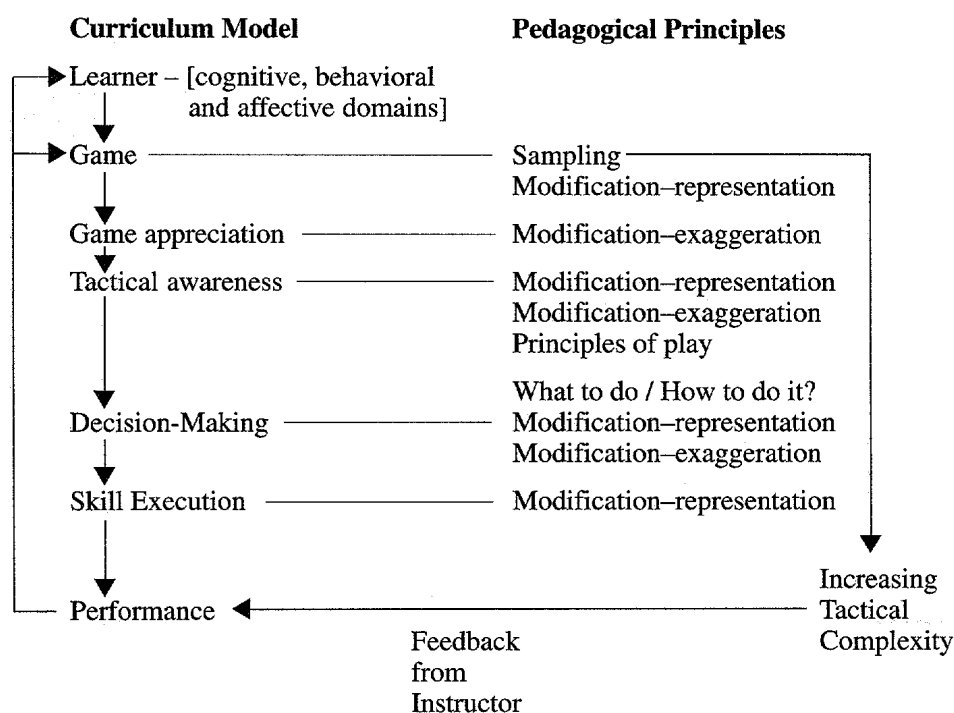 Curriculum Model Pedagogical Principles
Learner – [cognitive, behavioral
and affective domains]
Game Sampling
Modification–representation
Game appreciation Modification–exaggeration
Tactical awareness Modification–representation
Modification–exaggeration
Principles of play
What to do / How to do it?
Decision-Making Modification–representation
Modification–exaggeration
Skill Execution Modification–representation
Increasing
Performance Tactical
Complexity
Feedback
from
Instructor